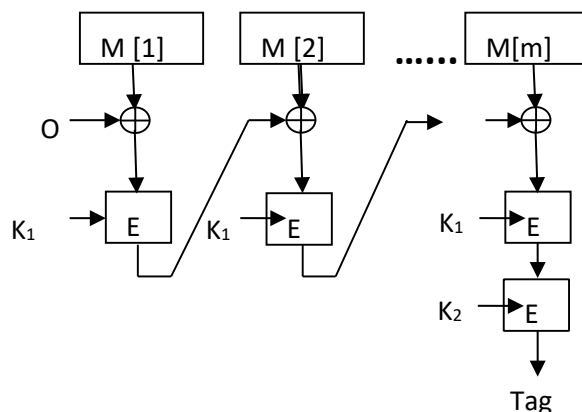 M [1] M [2] ....... M[m]
O
K₁ E K₁ E K₁ E
K₂ E
Tag